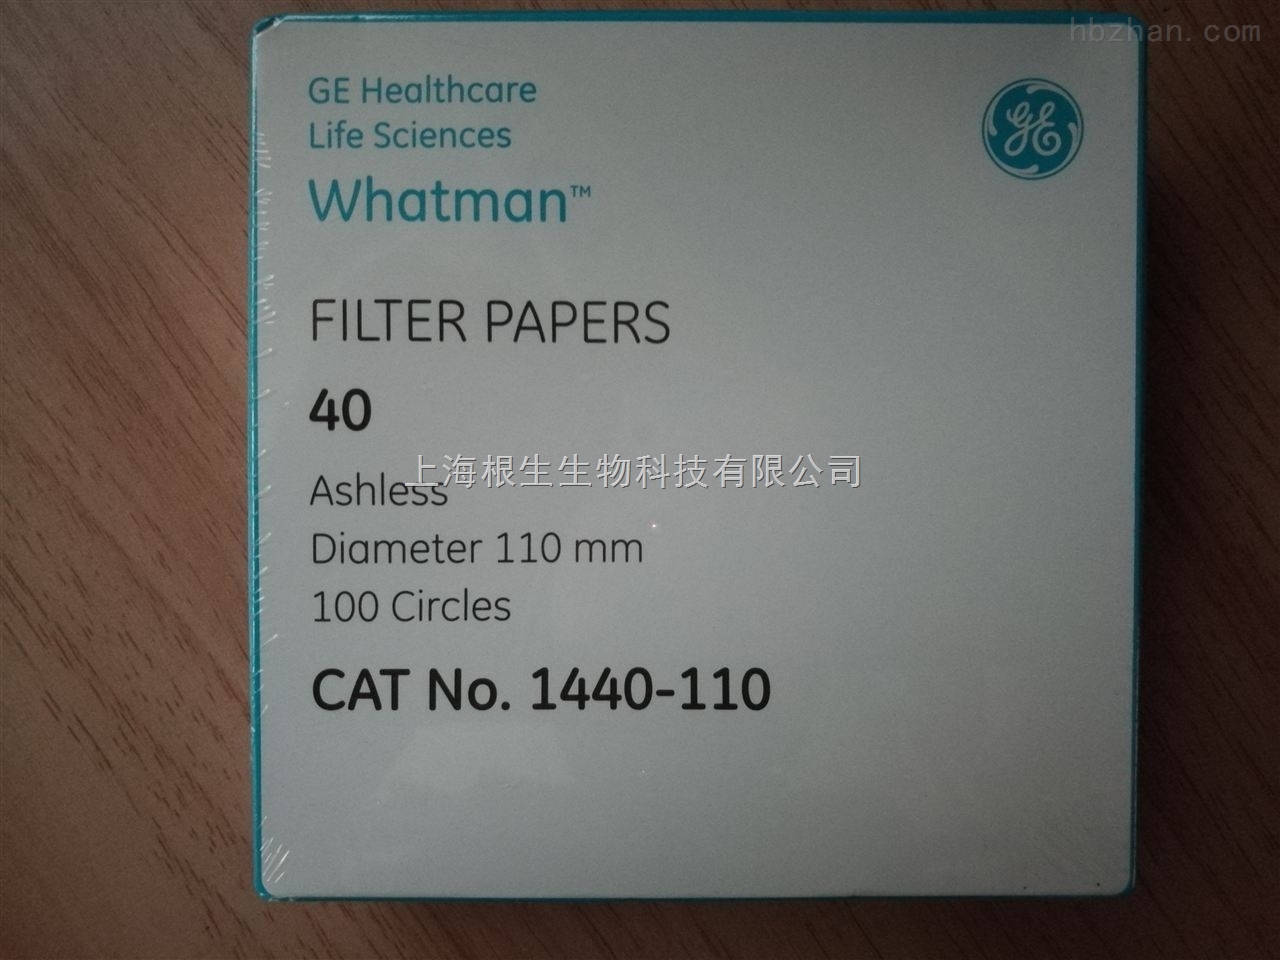 hbzhan.com
GE Healthcare
Life Sciences
Whatman™
GE
FILTER PAPERS
40
上海根生生物科技有限公司
Ashless
Diameter 110 mm
100 Circles
CAT No. 1440-110